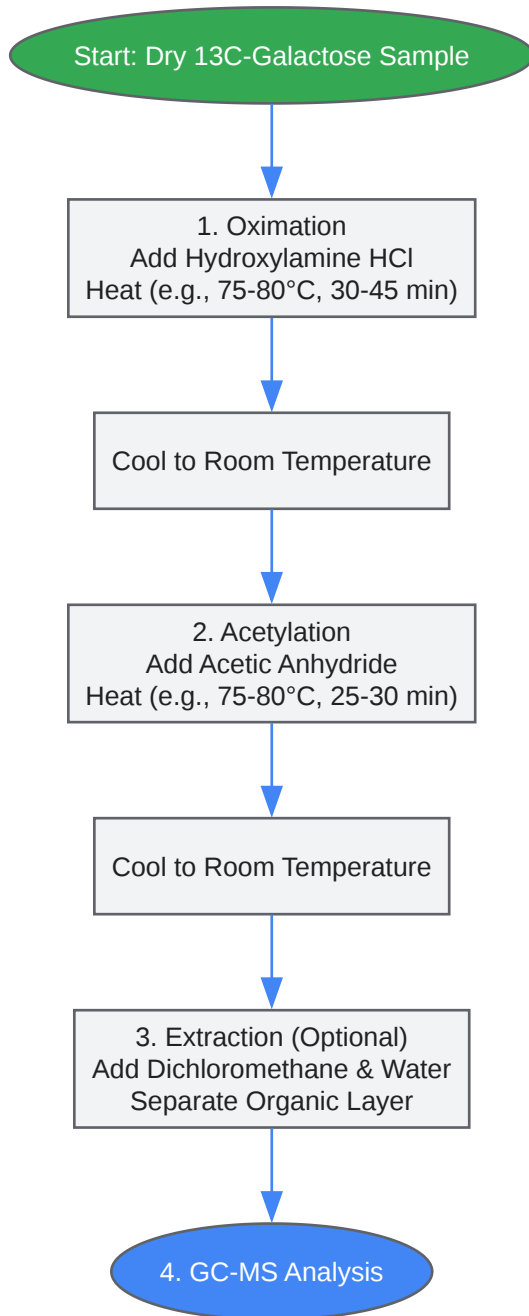 Start: Dry 13C-Galactose Sample
1. Oximation
Add Hydroxylamine HCl
Heat (e.g., 75-80°C, 30-45 min)
Cool to Room Temperature
2. Acetylation
Add Acetic Anhydride
Heat (e.g., 75-80°C, 25-30 min)
Cool to Room Temperature
3. Extraction (Optional)
Add Dichloromethane & Water
Separate Organic Layer
4. GC-MS Analysis